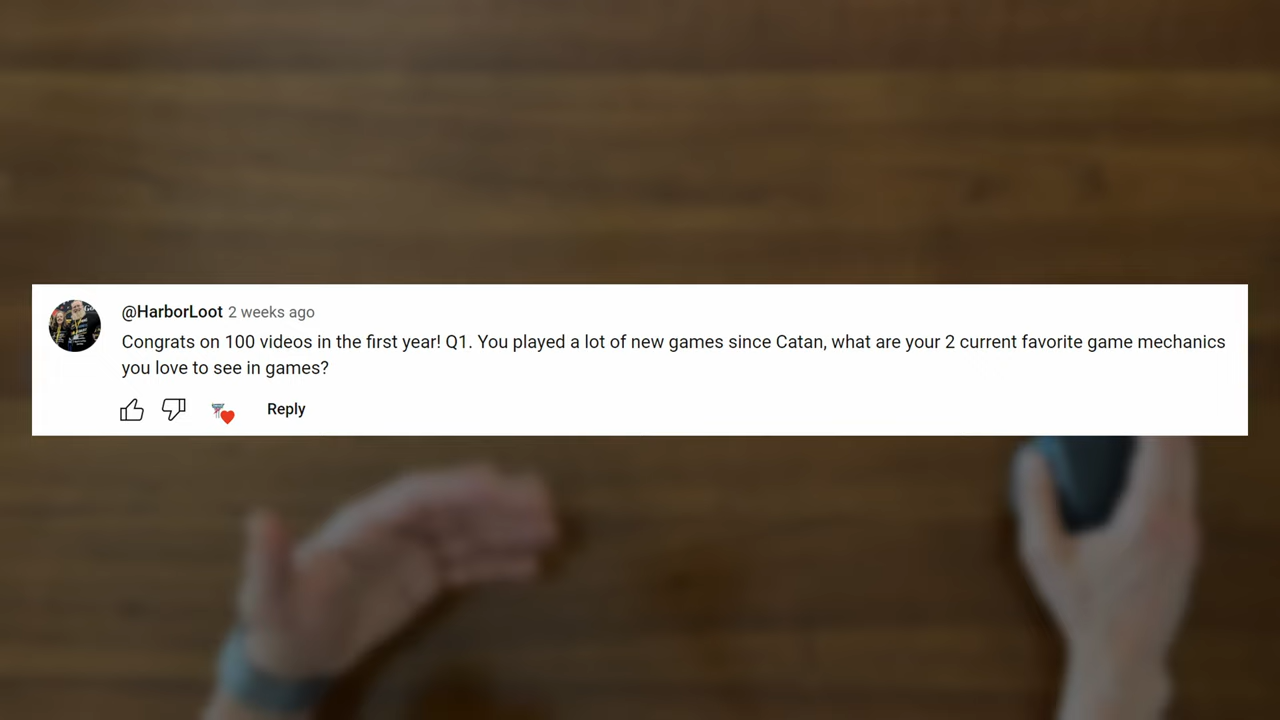 @HarborLoot 2 weeks ago
Congrats on 100 videos in the first year! Q1. You played a lot of new games since Catan, what are your 2 current favorite game mechanics
you love to see in games?
Reply